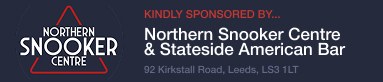 NORTHERN
SNOOKER
CENTRE
KINDLY SPONSORED BY...
Northern Snooker Centre
& Stateside American Bar
92 Kirkstall Road, Leeds, LS3 1LT